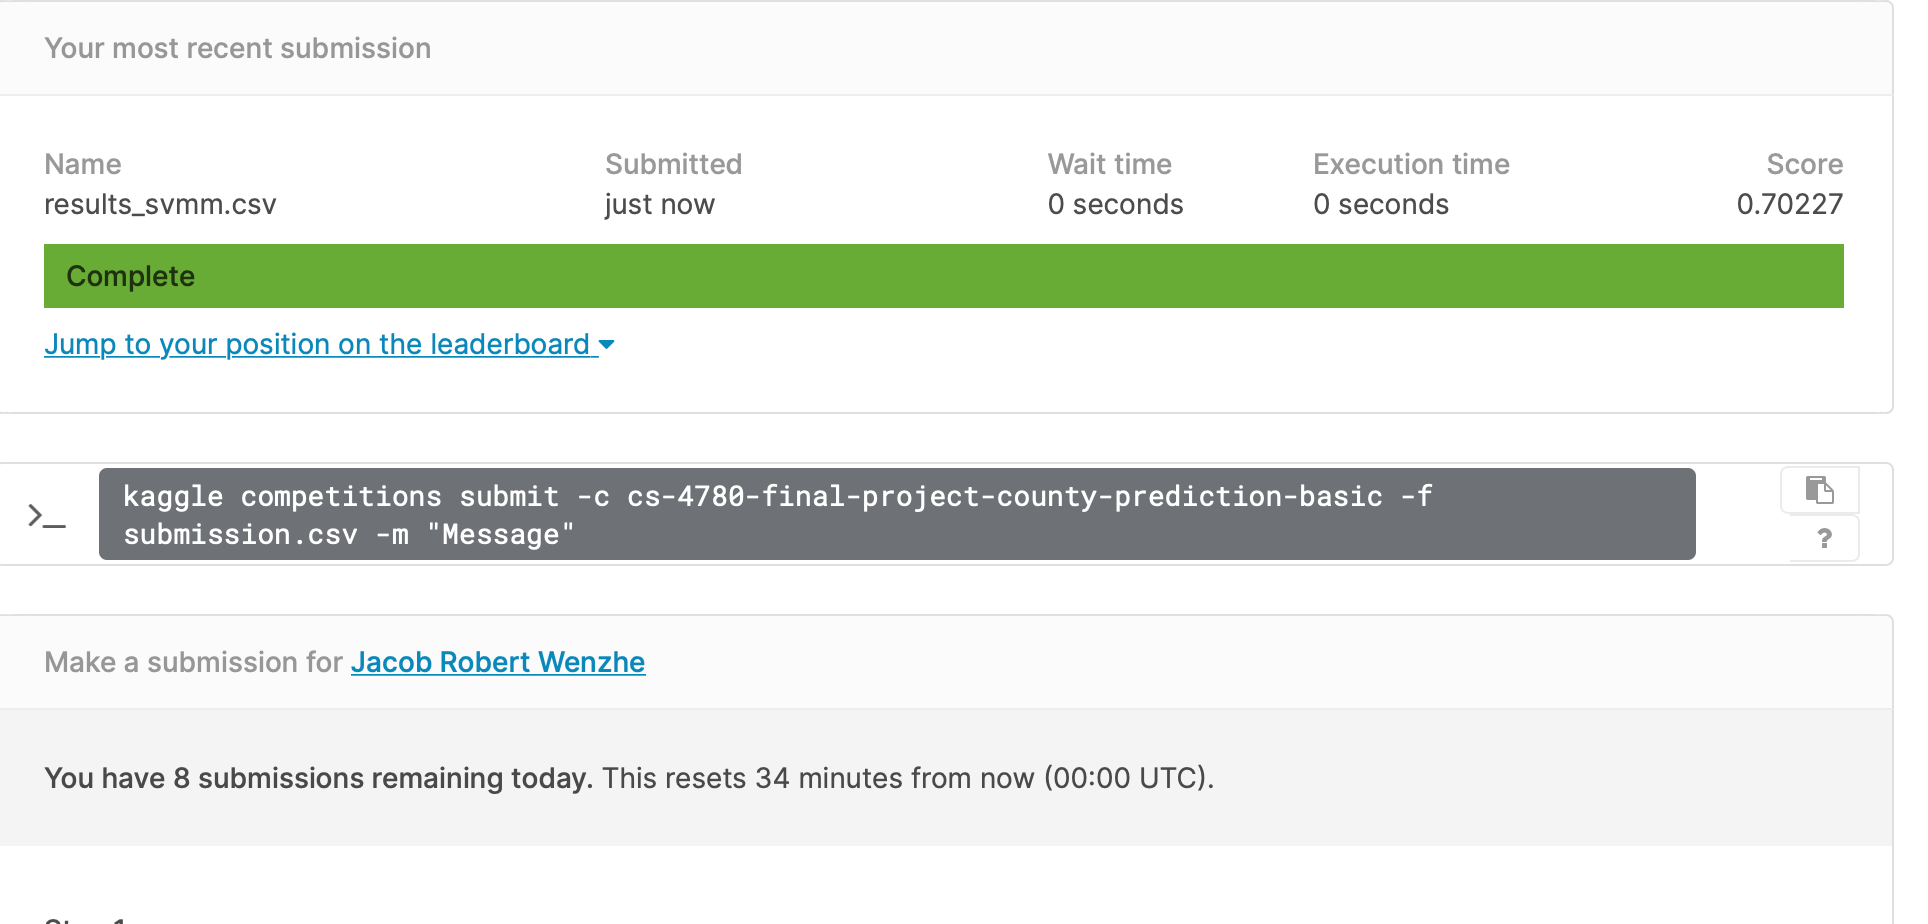 Your most recent submission
Name
results_svmm.csv
Submitted
just now
Wait time
0 seconds
Execution time
0 seconds
Score
0.70227
Complete
Jump to your position on the leaderboard
>_
kaggle competitions submit -c cs-4780-final-project-county-prediction-basic -f
submission.csv -m "Message"
?
Make a submission for Jacob Robert Wenzhe
You have 8 submissions remaining today. This resets 34 minutes from now (00:00 UTC).